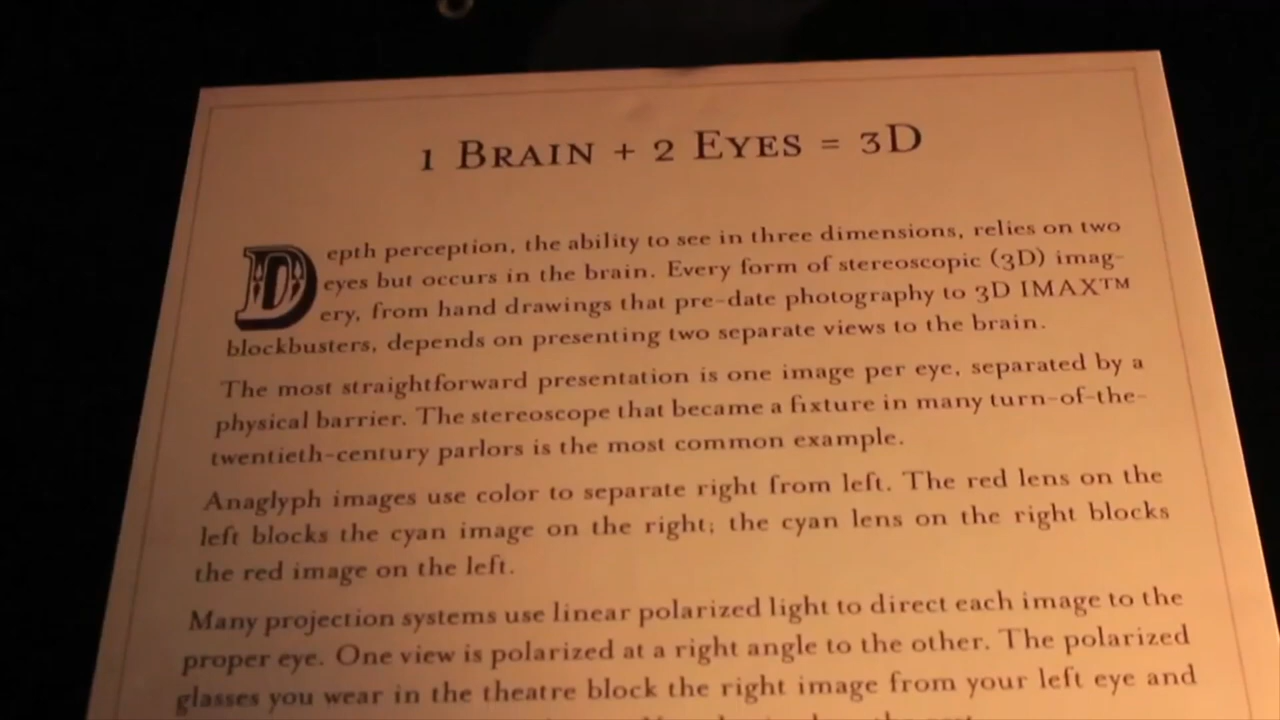 1 BRAIN + 2 EYES = 3D
Depth perception, the ability to see in three dimensions, relies on two
eyes but occurs in the brain. Every form of stereoscopic (3D) imag-
ery, from hand drawings that pre-date photography to 3D IMAX™
blockbusters, depends on presenting two separate views to the brain.
The most straightforward presentation is one image per eye, separated by a
physical barrier. The stereoscope that became a fixture in many turn-of-the-
twentieth-century parlors is the most common example.
Anaglyph images use color to separate right from left. The red lens on the
left blocks the cyan image on the right; the cyan lens on the right blocks
the red image on the left.
Many projection systems use linear polarized light to direct each image to the
proper eye. One view is polarized at a right angle to the other. The polarized
glasses you wear in the theatre block the right image from your left eye and